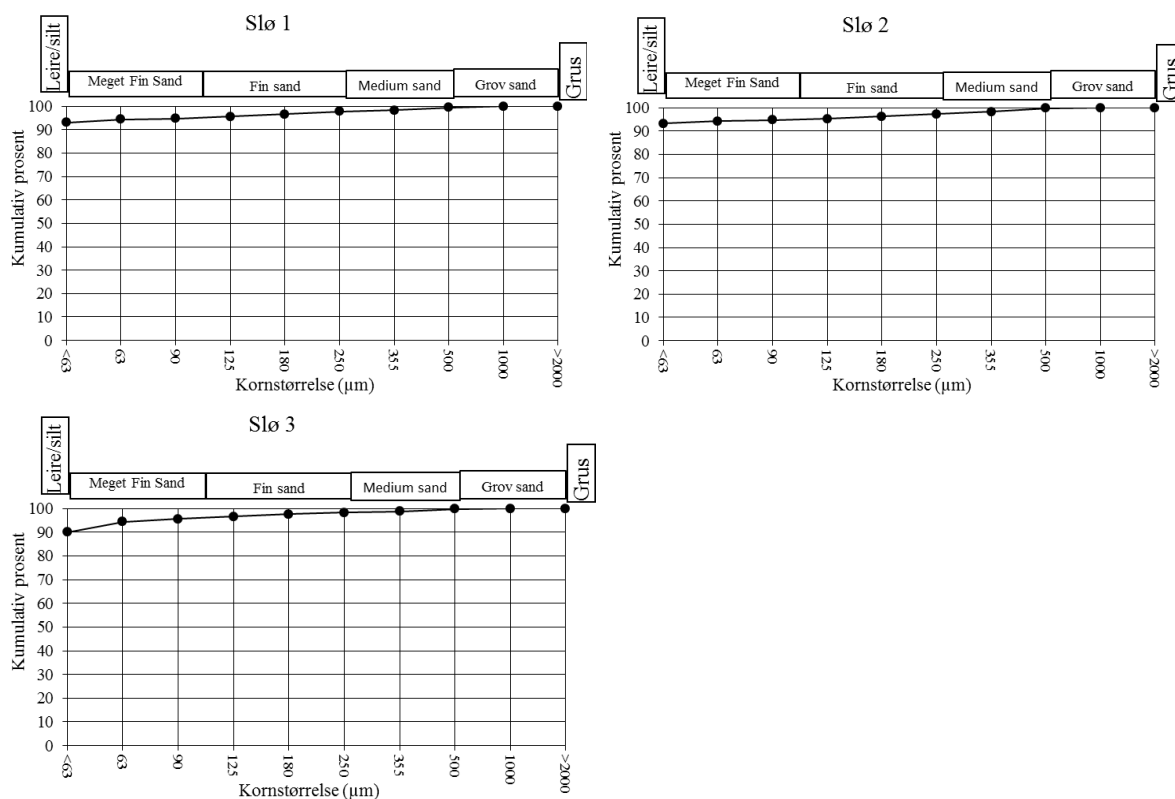 Slø 1
Leire/silt
Meget Fin Sand
Fin sand
Medium sand
Grov sand
Grus
Kumulativ prosent
100
90
80
70
60
50
40
30
20
10
0
<63
63
90
125
180
250
355
500
1000
>2000
Kornstørrelse (µm)
Slø 2
Leire/silt
Meget Fin Sand
Fin sand
Medium sand
Grov sand
Grus
Kumulativ prosent
100
90
80
70
60
50
40
30
20
10
0
<63
63
90
125
180
250
355
500
1000
>2000
Kornstørrelse (µm)
Slø 3
Leire/silt
Meget Fin Sand
Fin sand
Medium sand
Grov sand
Grus
Kumulativ prosent
100
90
80
70
60
50
40
30
20
10
0
<63
63
90
125
180
250
355
500
1000
>2000
Kornstørrelse (µm)